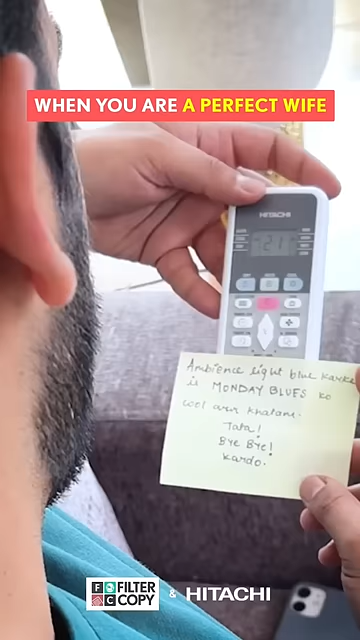 WHEN YOU ARE A PERFECT WIFE
HITACHI
21
Ambience light blue karke
is MONDAY BLUES ko
cool aur khatam.
Tata!
Bye Bye!
kardo.
FILTER
COPY
& HITACHI